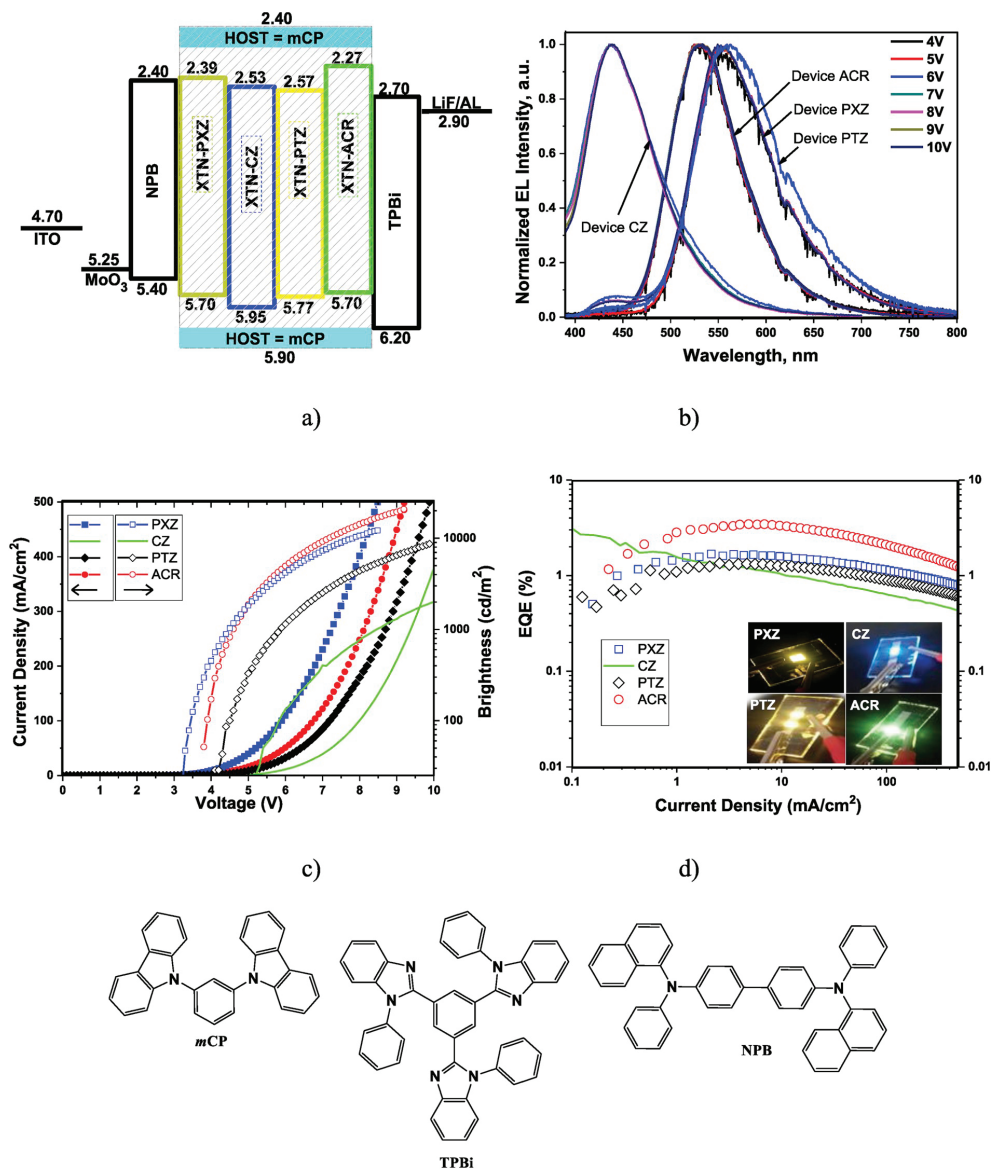 2.40
HOST = mCP
2.40
2.39
2.53
2.57
2.27
2.70
LiF/AL
2.90
NPB
XTN-PXZ
XTN-CZ
XTN-PTZ
XTN-ACR
TPBi
4.70
ITO
5.25
MoO3
5.40
5.70
5.95
5.77
5.70
6.20
HOST = mCP
5.90
a)
Normalized EL Intensity, a.u.
1.0
0.8
0.6
0.4
0.2
0.0
4V
5V
6V
7V
8V
9V
10V
Device ACR
Device PXZ
Device PTZ
Device CZ
400 450 500 550 600 650 700 750 800
Wavelength, nm
b)
Current Density (mA/cm2)
500
400
300
200
100
0
PXZ
CZ
PTZ
ACR
10000
1000
100
Brightness (cd/m2)
0 1 2 3 4 5 6 7 8 9 10
Voltage (V)
c)
EQE (%)
10
1
0.1
0.01
10
1
0.1
0.01
PXZ
CZ
PTZ
ACR
PXZ
CZ
PTZ
ACR
0.1 1 10 100
Current Density (mA/cm2)
d)
N
N
mCP
N
N
N
N
N
N
TPBi
N
N
NPB